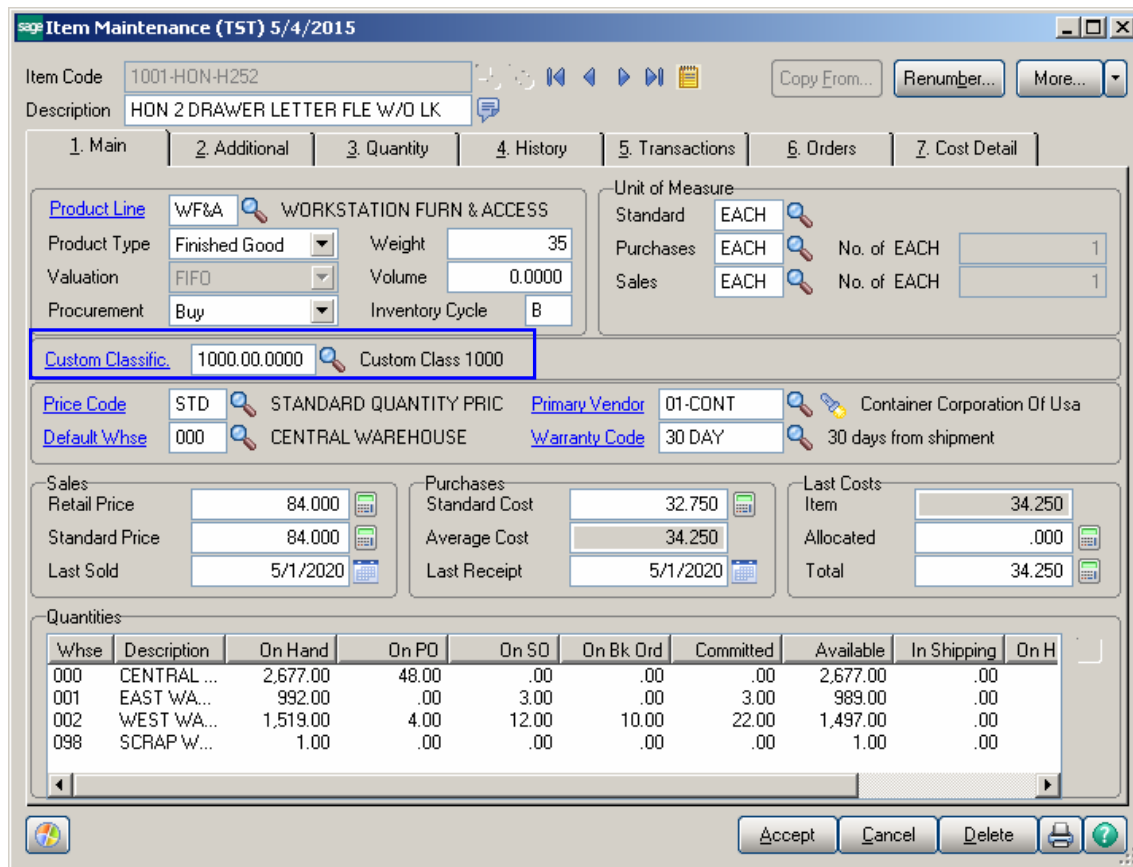 sage Item Maintenance (TST) 5/4/2015
Item Code 1001-HON-H252 Copy From... Renumber... More...
Description HON 2 DRAWER LETTER FLE W/O LK
1. Main 2. Additional 3. Quantity 4. History 5. Transactions 6. Orders 7. Cost Detail
Product Line WF&A WORKSTATION FURN & ACCESS
Product Type Finished Good Weight 35
Valuation FIFO Volume 0.0000
Procurement Buy Inventory Cycle B
Unit of Measure
Standard EACH
Purchases EACH No. of EACH 1
Sales EACH No. of EACH 1
Custom Classific. 1000.00.0000 Custom Class 1000
Price Code STD STANDARD QUANTITY PRIC Primary Vendor 01-CONT Container Corporation Of Usa
Default Whse 000 CENTRAL WAREHOUSE Warranty Code 30 DAY 30 days from shipment
Sales
Retail Price 84.000
Standard Price 84.000
Last Sold 5/1/2020
Purchases
Standard Cost 32.750
Average Cost 34.250
Last Receipt 5/1/2020
Last Costs
Item 34.250
Allocated .000
Total 34.250
Quantities
Whse Description On Hand On PO On SO On Bk Ord Committed Available In Shipping On H
000 CENTRAL ... 2,677.00 48.00 .00 .00 .00 2,677.00 .00
001 EAST WA... 992.00 .00 3.00 .00 3.00 989.00 .00
002 WEST WA... 1,519.00 4.00 12.00 10.00 22.00 1,497.00 .00
098 SCRAP W... 1.00 .00 .00 .00 .00 1.00 .00
Accept Cancel Delete ?